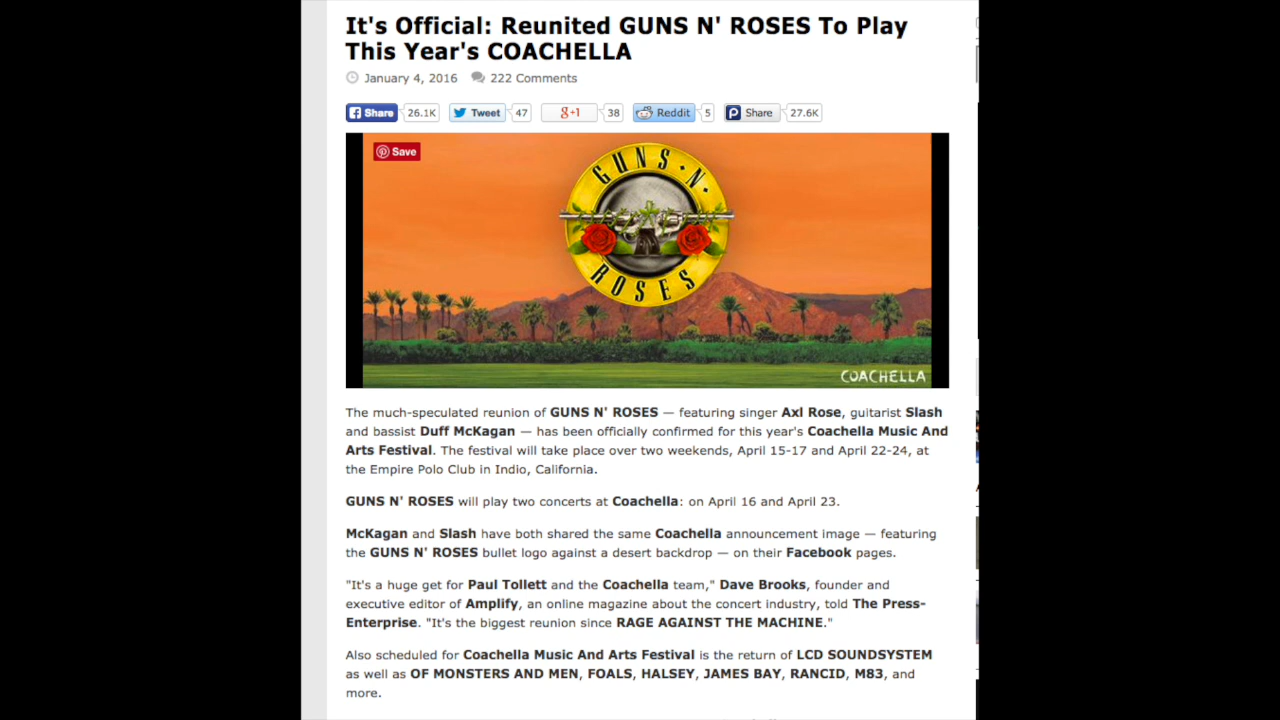 It's Official: Reunited GUNS N' ROSES To Play
This Year's COACHELLA
January 4, 2016 222 Comments
Share 26.1K Tweet 47 g+1 38 Reddit 5 Share 27.6K
Save
GUNS N'
ROSES
COACHELLA
The much-speculated reunion of GUNS N' ROSES — featuring singer Axl Rose, guitarist Slash
and bassist Duff McKagan — has been officially confirmed for this year's Coachella Music And
Arts Festival. The festival will take place over two weekends, April 15-17 and April 22-24, at
the Empire Polo Club in Indio, California.
GUNS N' ROSES will play two concerts at Coachella: on April 16 and April 23.
McKagan and Slash have both shared the same Coachella announcement image — featuring
the GUNS N' ROSES bullet logo against a desert backdrop — on their Facebook pages.
"It's a huge get for Paul Tollett and the Coachella team," Dave Brooks, founder and
executive editor of Amplify, an online magazine about the concert industry, told The Press-
Enterprise. "It's the biggest reunion since RAGE AGAINST THE MACHINE."
Also scheduled for Coachella Music And Arts Festival is the return of LCD SOUNDSYSTEM
as well as OF MONSTERS AND MEN, FOALS, HALSEY, JAMES BAY, RANCID, M83, and
more.